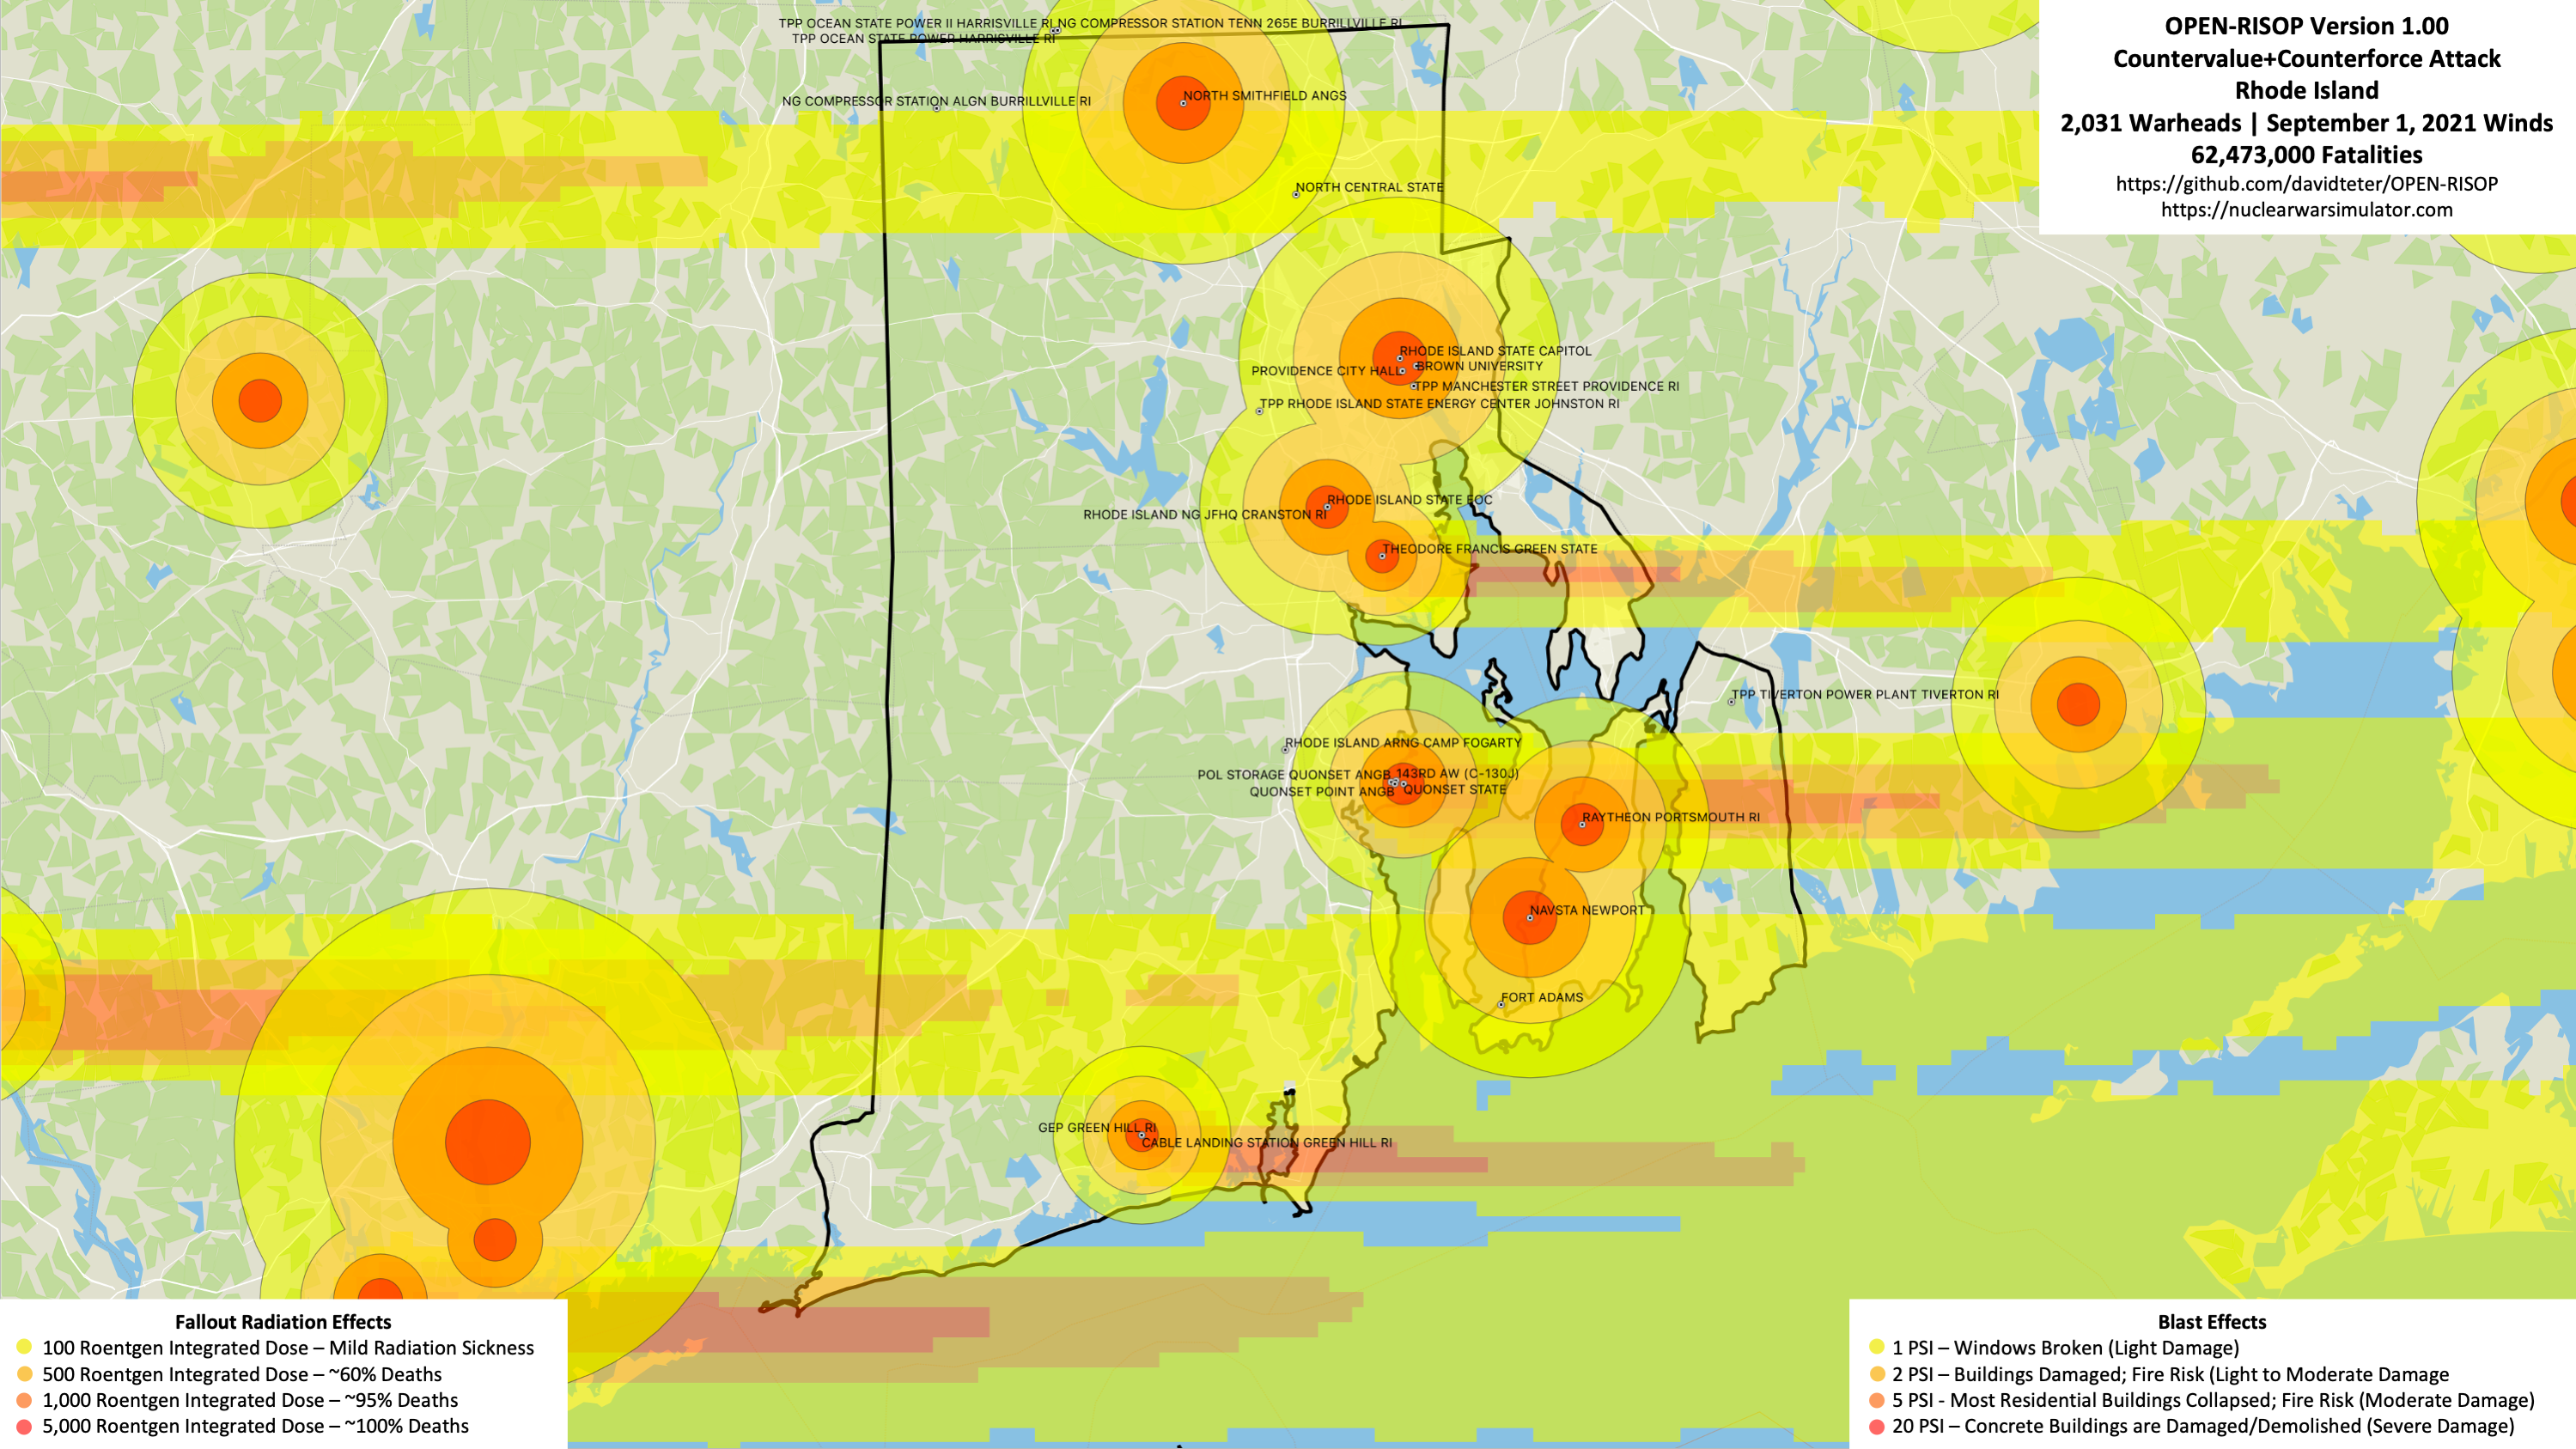 OPEN-RISOP Version 1.00
Countervalue+Counterforce Attack
Rhode Island
2,031 Warheads | September 1, 2021 Winds
62,473,000 Fatalities
https://github.com/davidteter/OPEN-RISOP
https://nuclearwarsimulator.com
TPP OCEAN STATE POWER II HARRISVILLE RI
NG COMPRESSOR STATION TENN 265E BURRILLVILLE RI
TPP OCEAN STATE POWER HARRISVILLE RI
NORTH SMITHFIELD ANGS
NG COMPRESSOR STATION ALGN BURRILLVILLE RI
NORTH CENTRAL STATE
RHODE ISLAND STATE CAPITOL
BROWN UNIVERSITY
PROVIDENCE CITY HALL
TPP MANCHESTER STREET PROVIDENCE RI
TPP RHODE ISLAND STATE ENERGY CENTER JOHNSTON RI
RHODE ISLAND STATE EOC
RHODE ISLAND NG JFHQ CRANSTON RI
THEODORE FRANCIS GREEN STATE
TPP TIVERTON POWER PLANT TIVERTON RI
RHODE ISLAND ARNG CAMP FOGARTY
POL STORAGE QUONSET ANGB
143RD AW (C-130J)
QUONSET POINT ANGB
QUONSET STATE
RAYTHEON PORTSMOUTH RI
NAVSTA NEWPORT
FORT ADAMS
GEP GREEN HILL RI
CABLE LANDING STATION GREEN HILL RI
Fallout Radiation Effects
100 Roentgen Integrated Dose – Mild Radiation Sickness
500 Roentgen Integrated Dose – ~60% Deaths
1,000 Roentgen Integrated Dose – ~95% Deaths
5,000 Roentgen Integrated Dose – ~100% Deaths
Blast Effects
1 PSI – Windows Broken (Light Damage)
2 PSI – Buildings Damaged; Fire Risk (Light to Moderate Damage
5 PSI - Most Residential Buildings Collapsed; Fire Risk (Moderate Damage)
20 PSI – Concrete Buildings are Damaged/Demolished (Severe Damage)